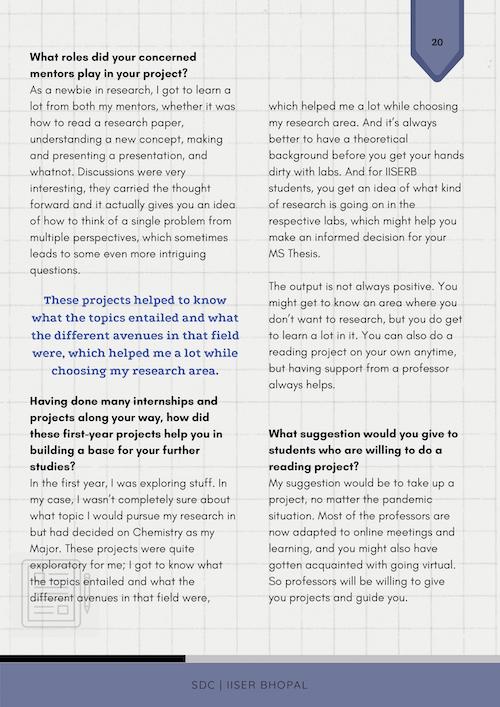 20
What roles did your concerned
mentors play in your project?
As a newbie in research, I got to learn a
lot from both my mentors, whether it was
how to read a research paper,
understanding a new concept, making
and presenting a presentation, and
whatnot. Discussions were very
interesting, they carried the thought
forward and it actually gives you an idea
of how to think of a single problem from
multiple perspectives, which sometimes
leads to some even more intriguing
questions.
These projects helped to know
what the topics entailed and what
the different avenues in that field
were, which helped me a lot while
choosing my research area.
Having done many internships and
projects along your way, how did
these first-year projects help you in
building a base for your further
studies?
In the first year, I was exploring stuff. In
my case, I wasn't completely sure about
what topic I would pursue my research in
but had decided on Chemistry as my
Major. These projects were quite
exploratory for me; I got to know what
the topics entailed and what the
different avenues in that field were,
which helped me a lot while choosing
my research area. And it's always
better to have a theoretical
background before you get your hands
dirty with labs. And for IISERB
students, you get an idea of what kind
of research is going on in the
respective labs, which might help you
make an informed decision for your
MS Thesis.
The output is not always positive. You
might get to know an area where you
don't want to research, but you do get
to learn a lot in it. You can also do a
reading project on your own anytime,
but having support from a professor
always helps.
What suggestion would you give to
students who are willing to do a
reading project?
My suggestion would be to take up a
project, no matter the pandemic
situation. Most of the professors are
now adapted to online meetings and
learning, and you might also have
gotten acquainted with going virtual.
So professors will be willing to give
you projects and guide you.
SDC | IISER BHOPAL